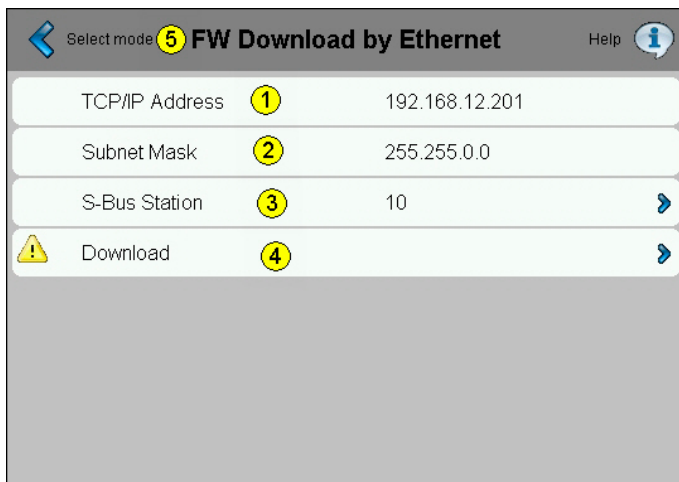 Select mode 5 FW Download by Ethernet Help
TCP/IP Address 1 192.168.12.201
Subnet Mask 2 255.255.0.0
S-Bus Station 3 10
Download 4